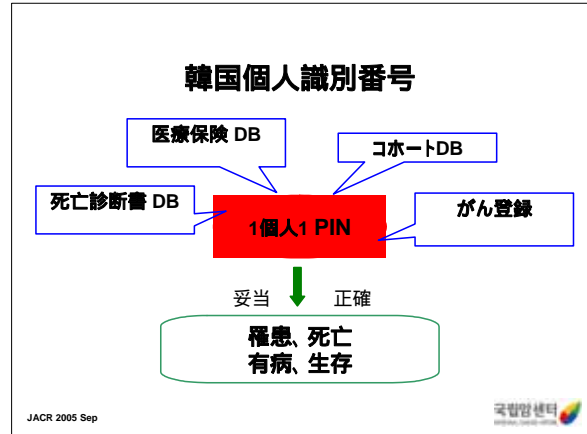 韓国個人識別番号
医療保険 DB
コホートDB
死亡診断書 DB
1個人1 PIN
がん登録
妥当 正確
罹患、死亡
有病、生存
JACR 2005 Sep
국립암센터